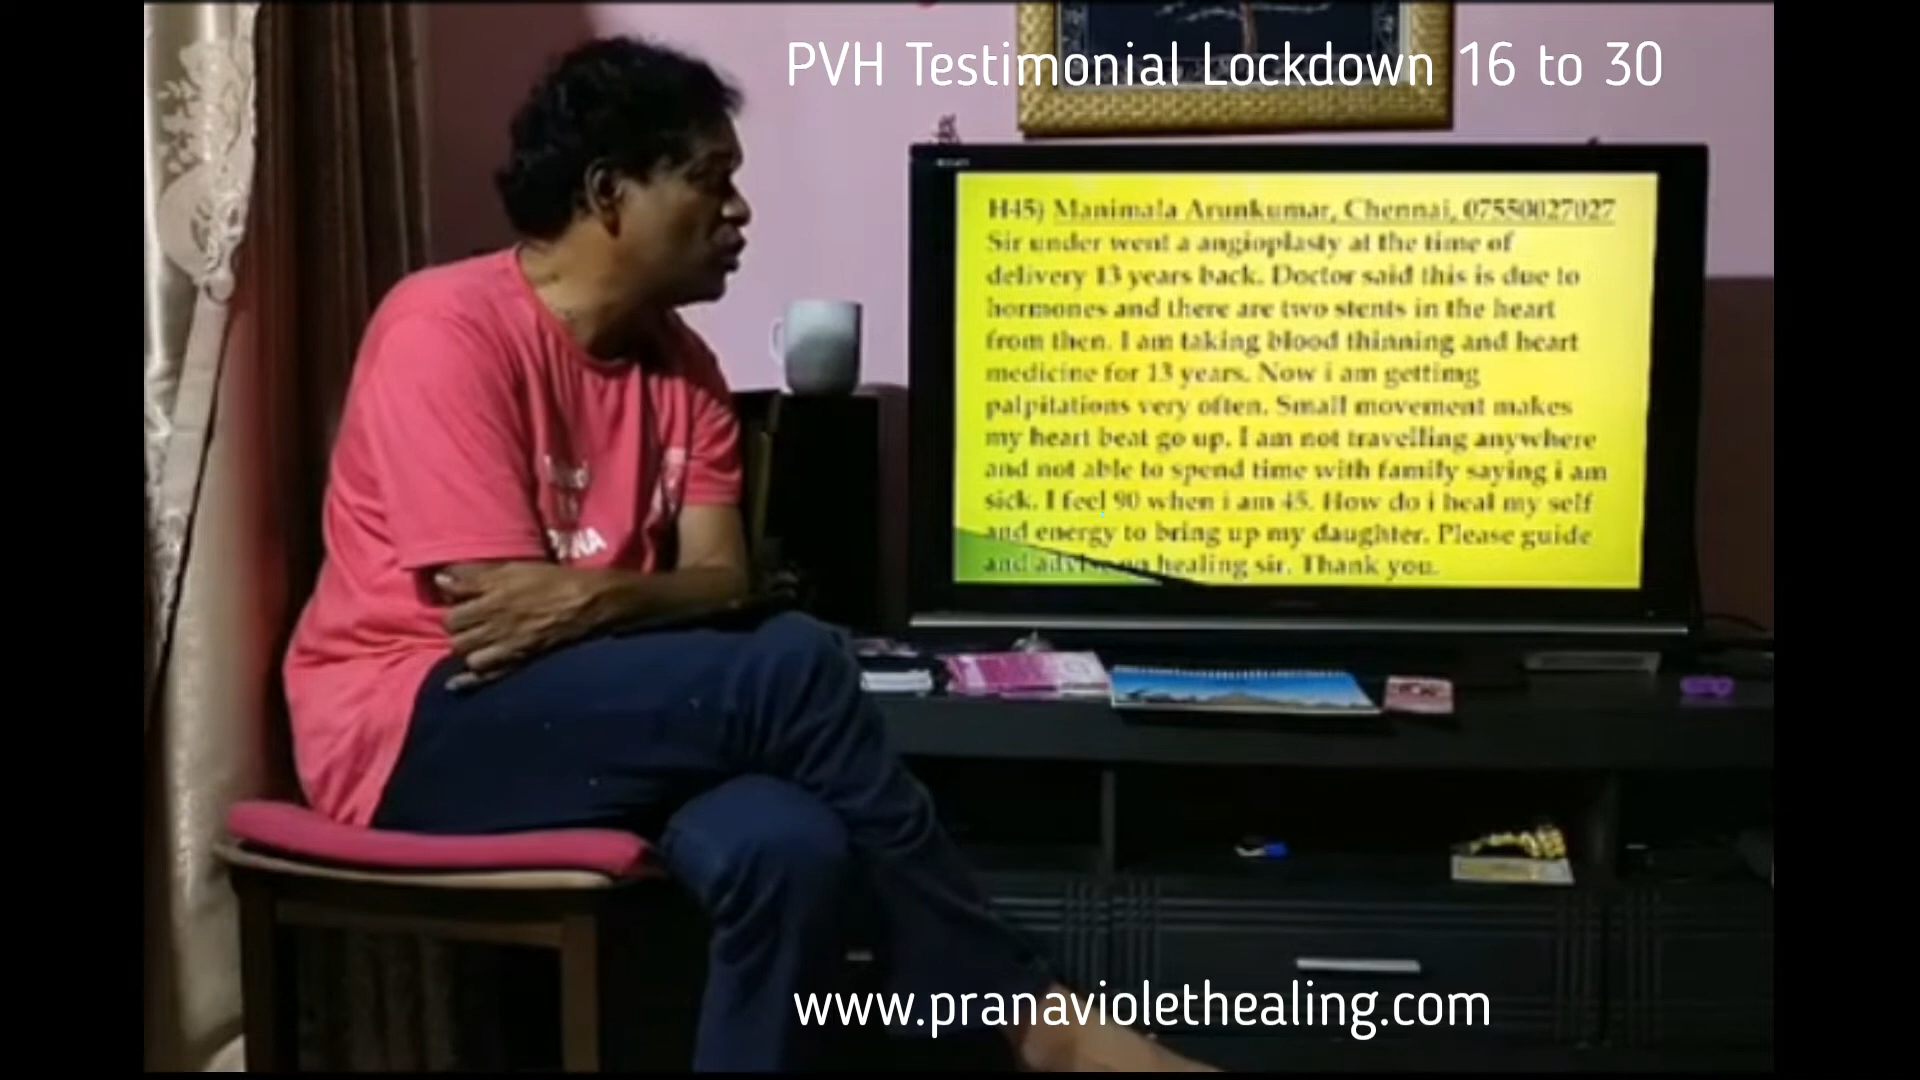 PVH Testimonial Lockdown 16 to 30
H45) Manimala Arunkumar, Chennai, 07550027027
Sir under went a angioplasty at the time of
delivery 13 years back. Doctor said this is due to
hormones and there are two stents in the heart
from then. I am taking blood thinning and heart
medicine for 13 years. Now i am gettimg
palpitations very often. Small movement makes
my heart beat go up. I am not travelling anywhere
and not able to spend time with family saying i am
sick. I feel 90 when i am 45. How do i heal my self
and energy to bring up my daughter. Please guide
and healing sir. Thank you.
www.pranaviolethealing.com